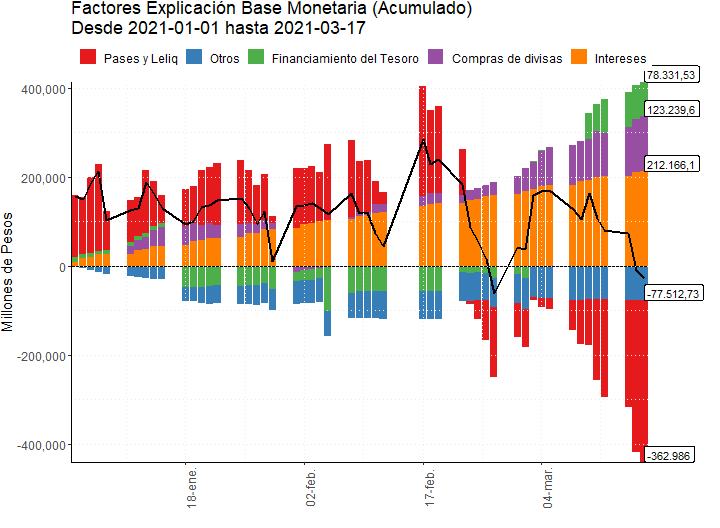 Factores Explicación Base Monetaria (Acumulado)
Desde 2021-01-01 hasta 2021-03-17
Pases y Leliq Otros Financiamiento del Tesoro Compras de divisas Intereses
Millones de Pesos
400,000
200,000
0
-200,000
-400,000
78.331,53
123.239,6
212.166,1
-77.512,73
-362.986
18-ene.
02-feb.
17-feb.
04-mar.